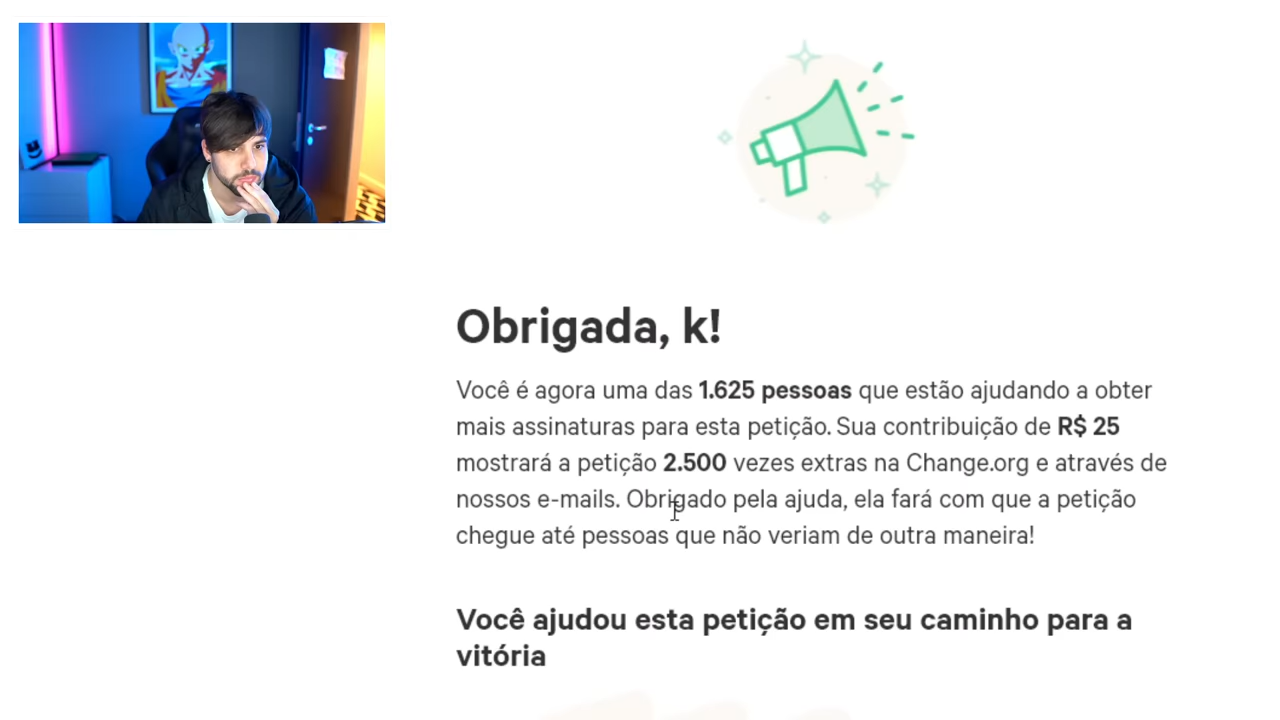 Obrigada, k!
Você é agora uma das 1.625 pessoas que estão ajudando a obter
mais assinaturas para esta petição. Sua contribuição de R$ 25
mostrará a petição 2.500 vezes extras na Change.org e através de
nossos e-mails. Obrigado pela ajuda, ela fará com que a petição
chegue até pessoas que não veriam de outra maneira!
Você ajudou esta petição em seu caminho para a
vitória